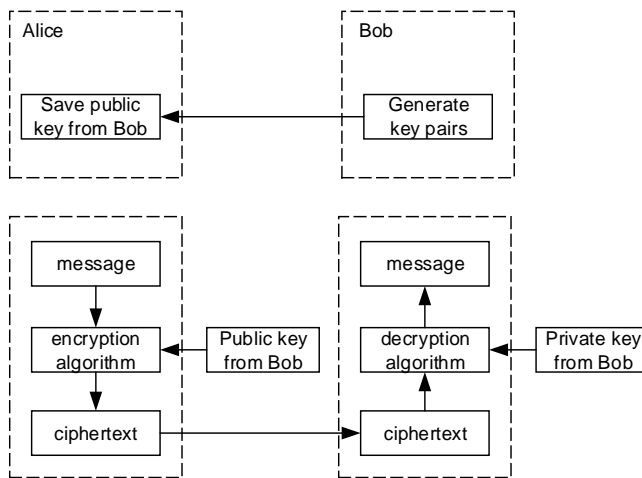 Alice
Bob
Save public
key from Bob
Generate
key pairs
message
message
encryption
algorithm
Public key
from Bob
decryption
algorithm
Private key
from Bob
ciphertext
ciphertext